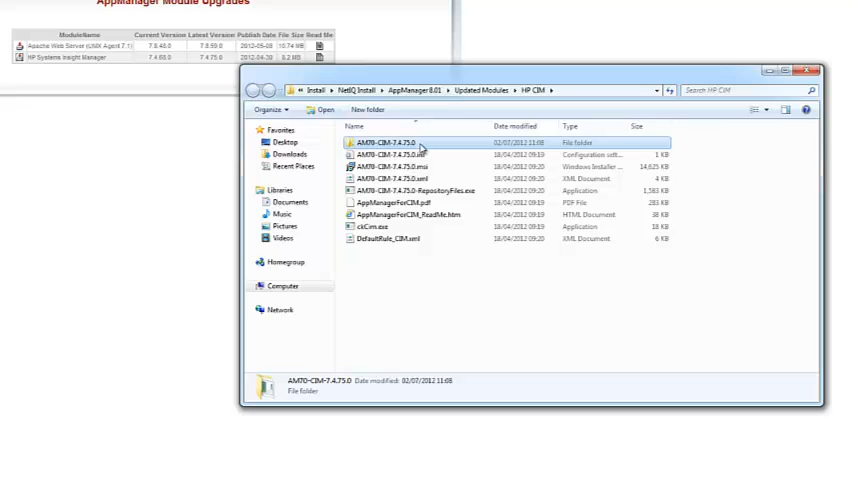 AppManager Module Upgrades
ModuleName Current Version Latest Version Publish Date File Size Read Me
Apache Web Server (UNIX Agent 7.1) 7.8.48.0 7.8.59.0 2012-05-08 10.74 MB
HP Systems Insight Manager 7.4.68.0 7.4.75.0 2012-04-30 8.2 MB
Install NetIQ Install AppManager 8.01 Updated Modules HP CIM Search HP CIM
Organize Open New folder
Name Date modified Type Size
Favorites
Desktop
Downloads
Recent Places
Libraries
Documents
Music
Pictures
Videos
Homegroup
Computer
Network
AM70-CIM-7.4.75.0 02/07/2012 11:08 File folder
AM70-CIM-7.4.75.0.ini 18/04/2012 09:19 Configuration sett... 1 KB
AM70-CIM-7.4.75.0.msi 18/04/2012 09:20 Windows Installer ... 14,625 KB
AM70-CIM-7.4.75.0.xml 18/04/2012 09:20 XML Document 4 KB
AM70-CIM-7.4.75.0-RepositoryFiles.exe 18/04/2012 09:20 Application 1,583 KB
AppManagerForCIM.pdf 18/04/2012 09:19 PDF File 283 KB
AppManagerForCIM_ReadMe.htm 18/04/2012 09:19 HTML Document 38 KB
ckCim.exe 18/04/2012 09:19 Application 18 KB
DefaultRule_CIM.xml 18/04/2012 09:20 XML Document 6 KB
AM70-CIM-7.4.75.0 Date modified: 02/07/2012 11:08
File folder